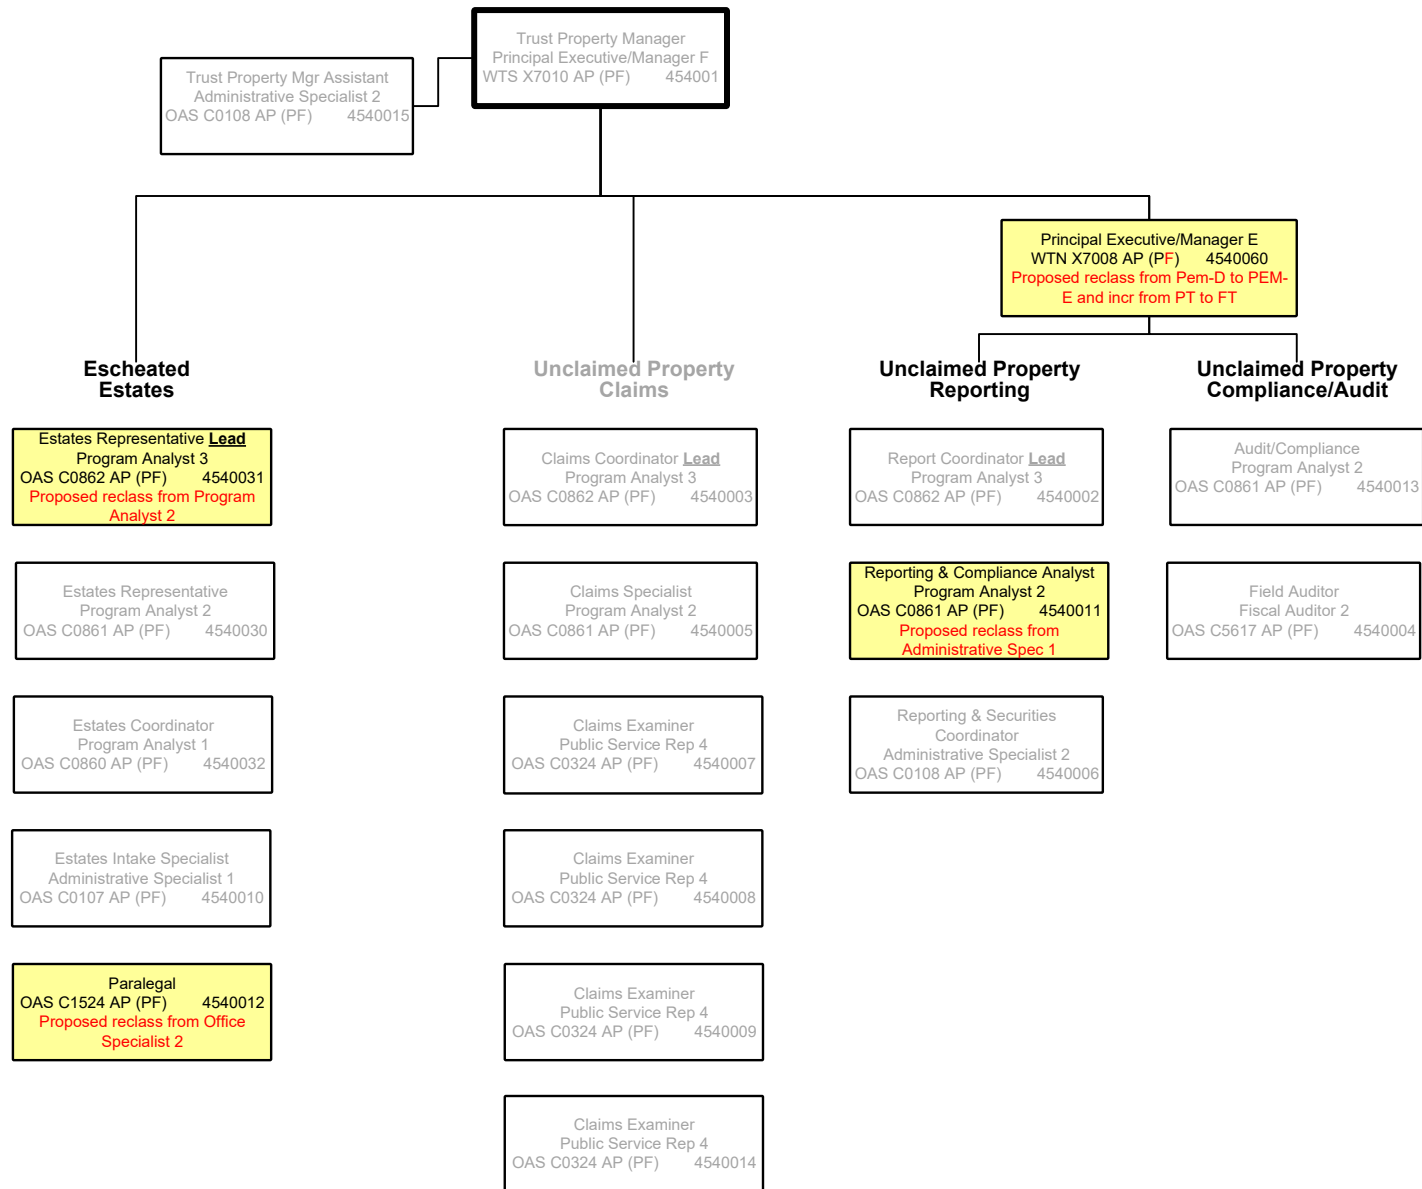 Trust Property Manager
Principal Executive/Manager F
WTS X7010 AP (PF) 454001
Trust Property Mgr Assistant
Administrative Specialist 2
OAS C0108 AP (PF) 4540015
Principal Executive/Manager E
WTN X7008 AP (PF) 4540060
Proposed reclass from Pem-D to PEM-
E and incr from PT to FT
Escheated
Estates
Estates Representative Lead
Program Analyst 3
OAS C0862 AP (PF) 4540031
Proposed reclass from Program
Analyst 2
Estates Representative
Program Analyst 2
OAS C0861 AP (PF) 4540030
Estates Coordinator
Program Analyst 1
OAS C0860 AP (PF) 4540032
Estates Intake Specialist
Administrative Specialist 1
OAS C0107 AP (PF) 4540010
Paralegal
OAS C1524 AP (PF) 4540012
Proposed reclass from Office
Specialist 2
Unclaimed Property
Claims
Claims Coordinator Lead
Program Analyst 3
OAS C0862 AP (PF) 4540003
Claims Specialist
Program Analyst 2
OAS C0861 AP (PF) 4540005
Claims Examiner
Public Service Rep 4
OAS C0324 AP (PF) 4540007
Claims Examiner
Public Service Rep 4
OAS C0324 AP (PF) 4540008
Claims Examiner
Public Service Rep 4
OAS C0324 AP (PF) 4540009
Claims Examiner
Public Service Rep 4
OAS C0324 AP (PF) 4540014
Unclaimed Property
Reporting
Report Coordinator Lead
Program Analyst 3
OAS C0862 AP (PF) 4540002
Reporting & Compliance Analyst
Program Analyst 2
OAS C0861 AP (PF) 4540011
Proposed reclass from
Administrative Spec 1
Reporting & Securities
Coordinator
Administrative Specialist 2
OAS C0108 AP (PF) 4540006
Unclaimed Property
Compliance/Audit
Audit/Compliance
Program Analyst 2
OAS C0861 AP (PF) 4540013
Field Auditor
Fiscal Auditor 2
OAS C5617 AP (PF) 4540004